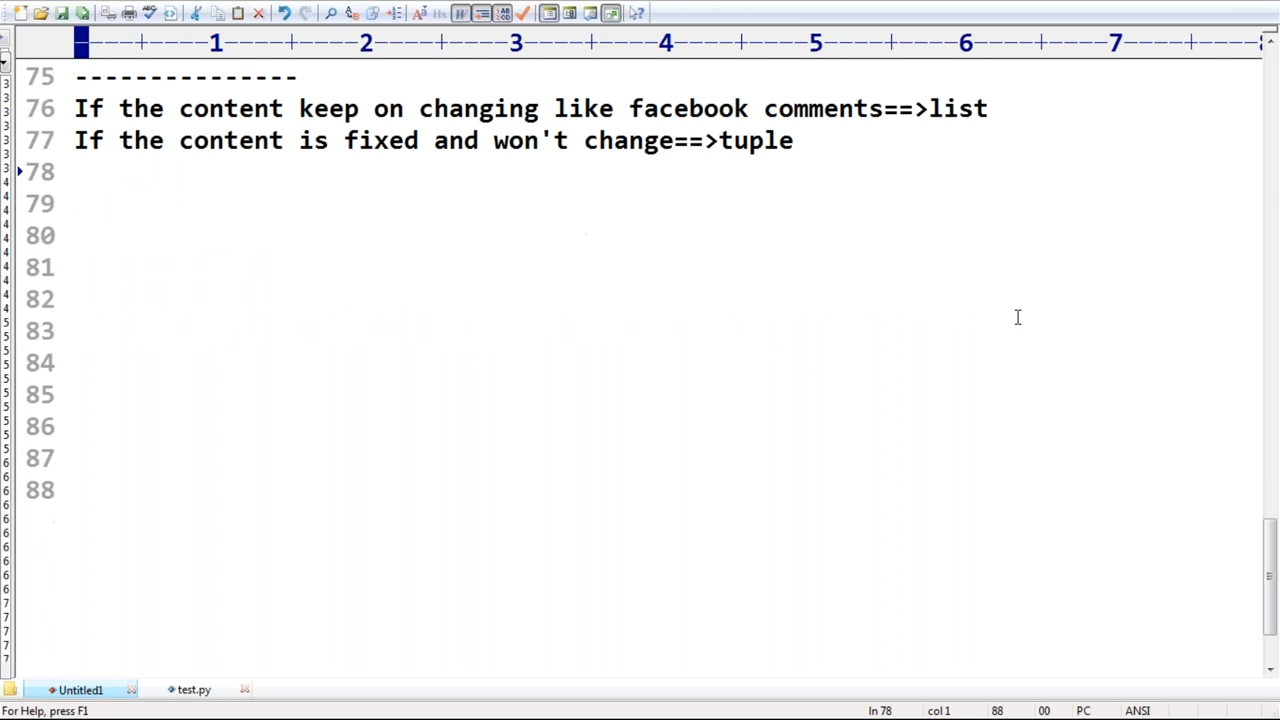 1 2 3 4 5 6 7
75 ---------------
76 If the content keep on changing like facebook comments==>list
77 If the content is fixed and won't change==>tuple
78
79
80
81
82
83
84
85
86
87
88
Untitled1 test.py
For Help, press F1 ln 78 col 1 88 00 PC ANSI